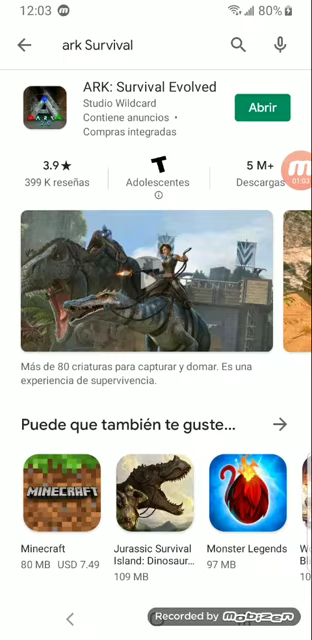 12:03
80%
ark Survival
ARK: Survival Evolved
Studio Wildcard
Contiene anuncios •
Compras integradas
Abrir
3.9★
399 K reseñas
T
Adolescentes
5 M+
Descargas
01:03
Más de 80 criaturas para capturar y domar. Es una
experiencia de supervivencia.
Puede que también te guste...
MINECRAFT
Minecraft
80 MB USD 7.49
Jurassic Survival
Island: Dinosaur...
109 MB
Monster Legends
97 MB
Recorded by mobizen